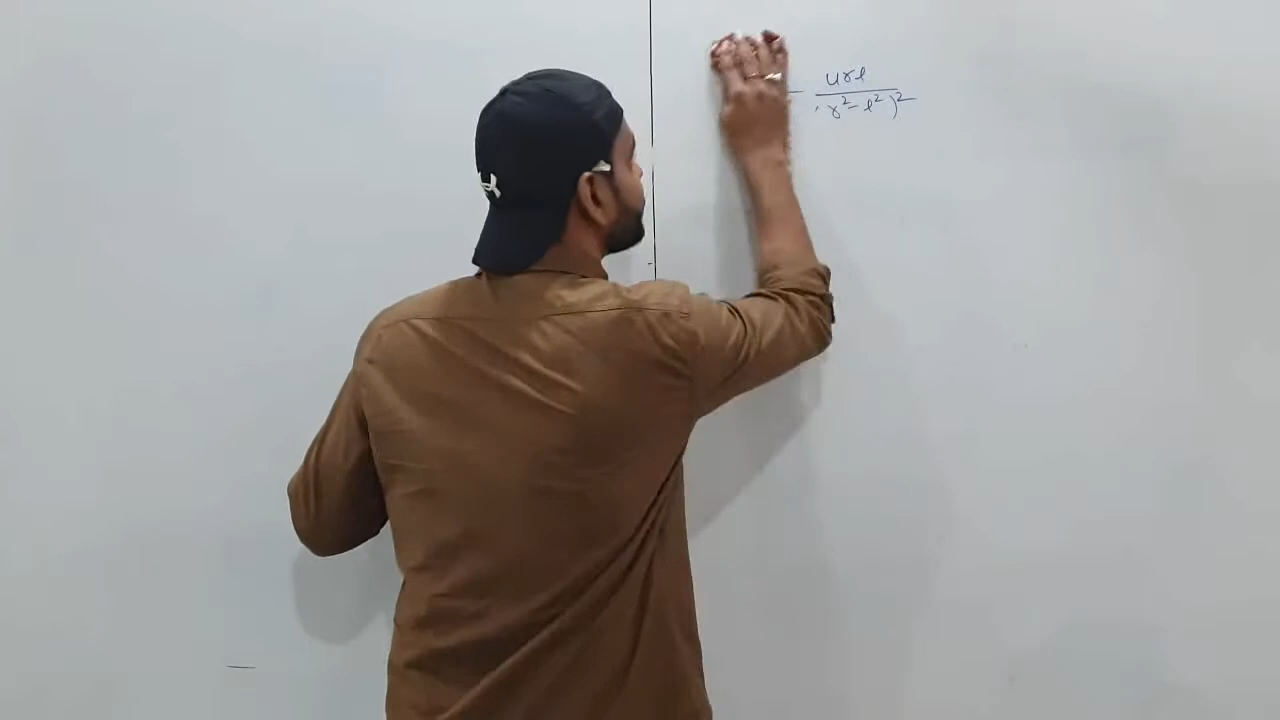 - 4rl
(r² - l²)²